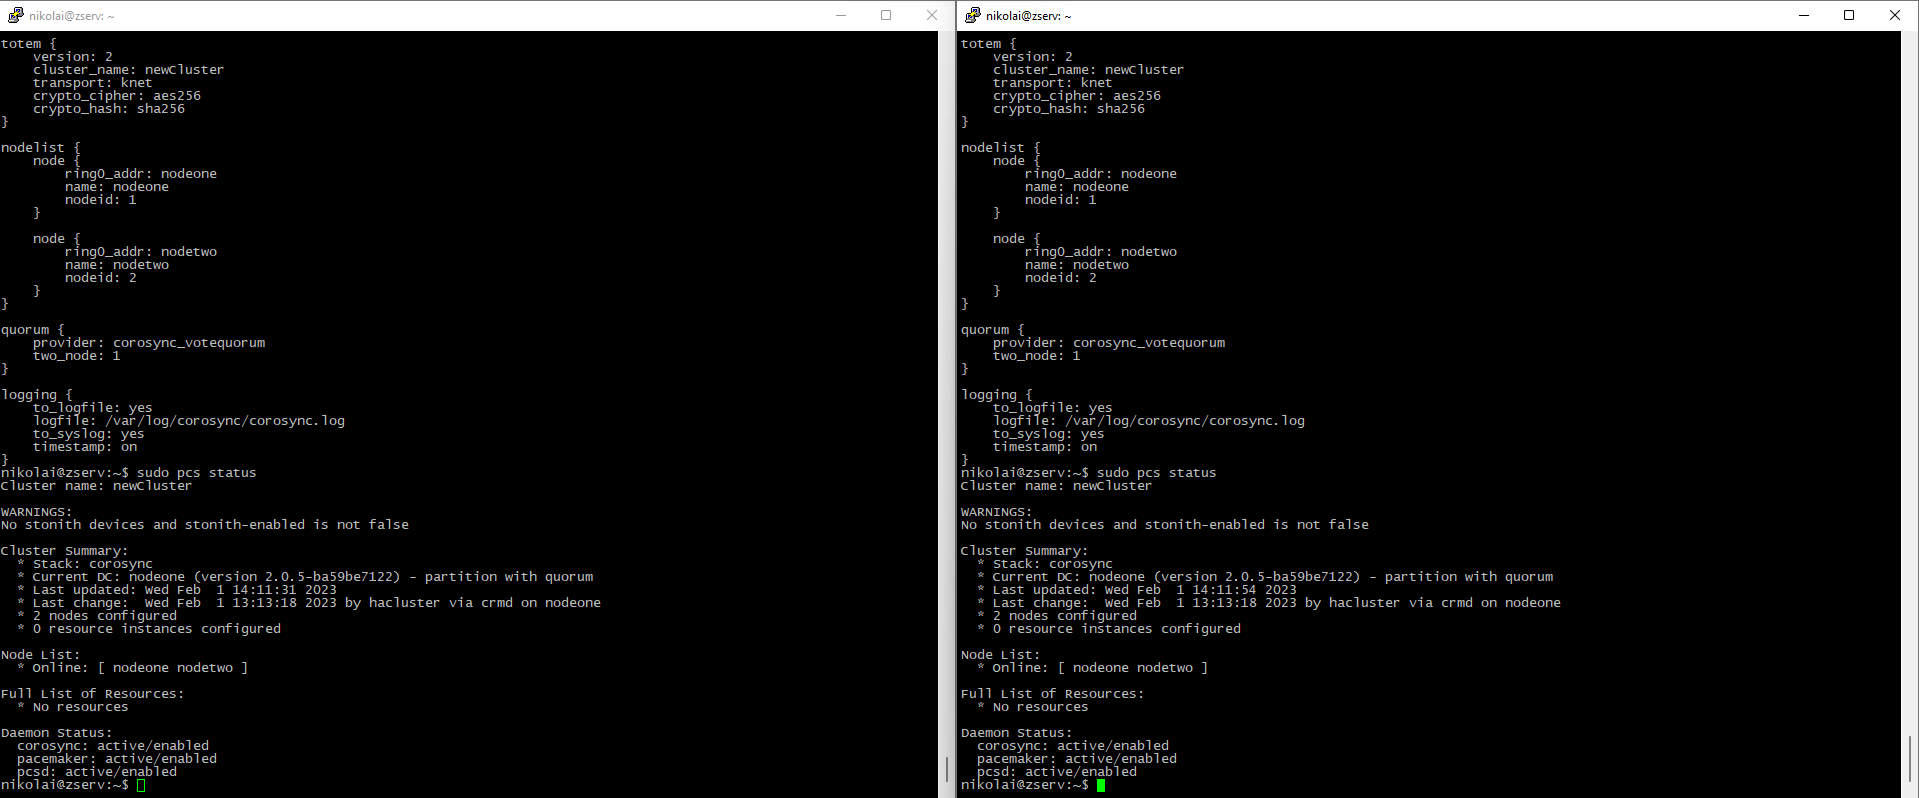 nikolai@zserv: ~
totem {
    version: 2
    cluster_name: newCluster
    transport: knet
    crypto_cipher: aes256
    crypto_hash: sha256
}

nodelist {
    node {
        ring0_addr: nodeone
        name: nodeone
        nodeid: 1
    }

    node {
        ring0_addr: nodetwo
        name: nodetwo
        nodeid: 2
    }
}

quorum {
    provider: corosync_votequorum
    two_node: 1
}

logging {
    to_logfile: yes
    logfile: /var/log/corosync/corosync.log
    to_syslog: yes
    timestamp: on
}
nikolai@zserv:~$ sudo pcs status
Cluster name: newCluster

WARNINGS:
No stonith devices and stonith-enabled is not false

Cluster Summary:
  * Stack: corosync
  * Current DC: nodeone (version 2.0.5-ba59be7122) - partition with quorum
  * Last updated: Wed Feb  1 14:11:31 2023
  * Last change:  Wed Feb  1 13:13:18 2023 by hacluster via crmd on nodeone
  * 2 nodes configured
  * 0 resource instances configured

Node List:
  * Online: [ nodeone nodetwo ]

Full List of Resources:
  * No resources

Daemon Status:
  corosync: active/enabled
  pacemaker: active/enabled
  pcsd: active/enabled
nikolai@zserv:~$
nikolai@zserv: ~
totem {
    version: 2
    cluster_name: newCluster
    transport: knet
    crypto_cipher: aes256
    crypto_hash: sha256
}

nodelist {
    node {
        ring0_addr: nodeone
        name: nodeone
        nodeid: 1
    }

    node {
        ring0_addr: nodetwo
        name: nodetwo
        nodeid: 2
    }
}

quorum {
    provider: corosync_votequorum
    two_node: 1
}

logging {
    to_logfile: yes
    logfile: /var/log/corosync/corosync.log
    to_syslog: yes
    timestamp: on
}
nikolai@zserv:~$ sudo pcs status
Cluster name: newCluster

WARNINGS:
No stonith devices and stonith-enabled is not false

Cluster Summary:
  * Stack: corosync
  * Current DC: nodeone (version 2.0.5-ba59be7122) - partition with quorum
  * Last updated: Wed Feb  1 14:11:54 2023
  * Last change:  Wed Feb  1 13:13:18 2023 by hacluster via crmd on nodeone
  * 2 nodes configured
  * 0 resource instances configured

Node List:
  * Online: [ nodeone nodetwo ]

Full List of Resources:
  * No resources

Daemon Status:
  corosync: active/enabled
  pacemaker: active/enabled
  pcsd: active/enabled
nikolai@zserv:~$